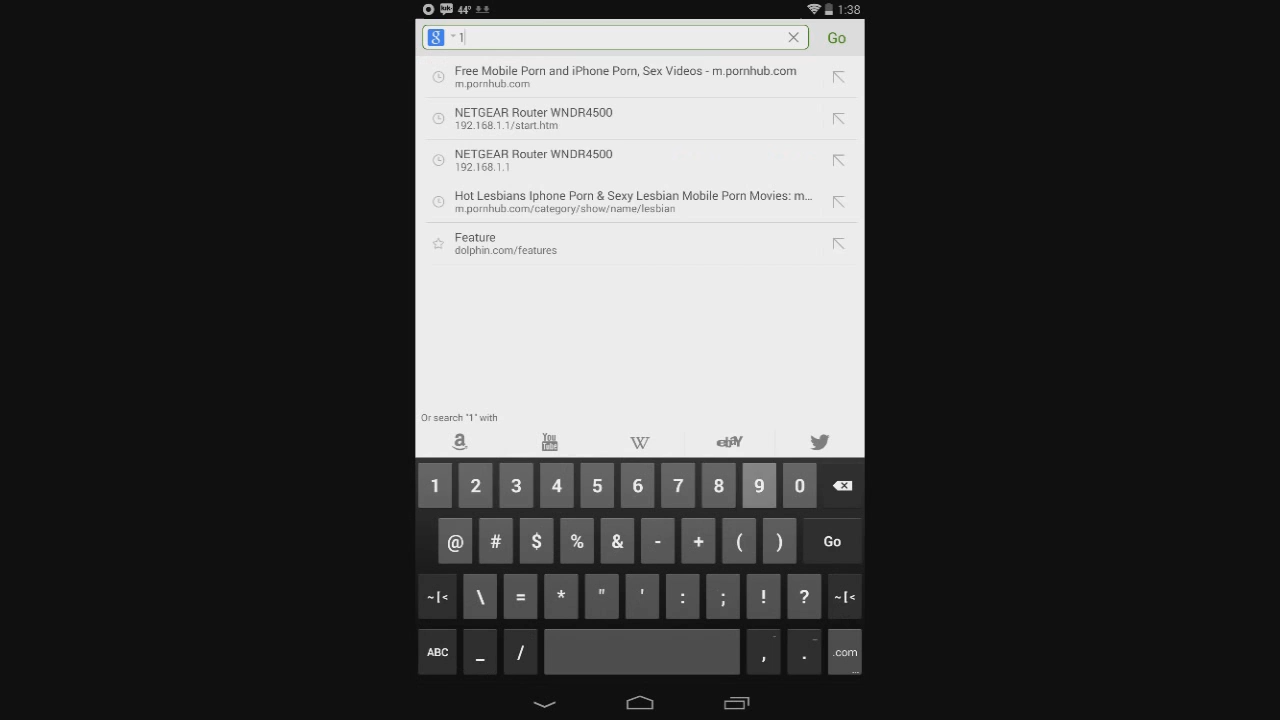 44° 1:38
1 Go
Free Mobile Porn and iPhone Porn, Sex Videos - m.pornhub.com
m.pornhub.com
NETGEAR Router WNDR4500
192.168.1.1/start.htm
NETGEAR Router WNDR4500
192.168.1.1
Hot Lesbians Iphone Porn & Sexy Lesbian Mobile Porn Movies: m...
m.pornhub.com/category/show/name/lesbian
Feature
dolphin.com/features
Or search "1" with
a You Tube W ebay
1 2 3 4 5 6 7 8 9 0
@ # $ % & - + ( ) Go
~[< \ = * " ' : ; ! ? ~[<
ABC _ / , . .com